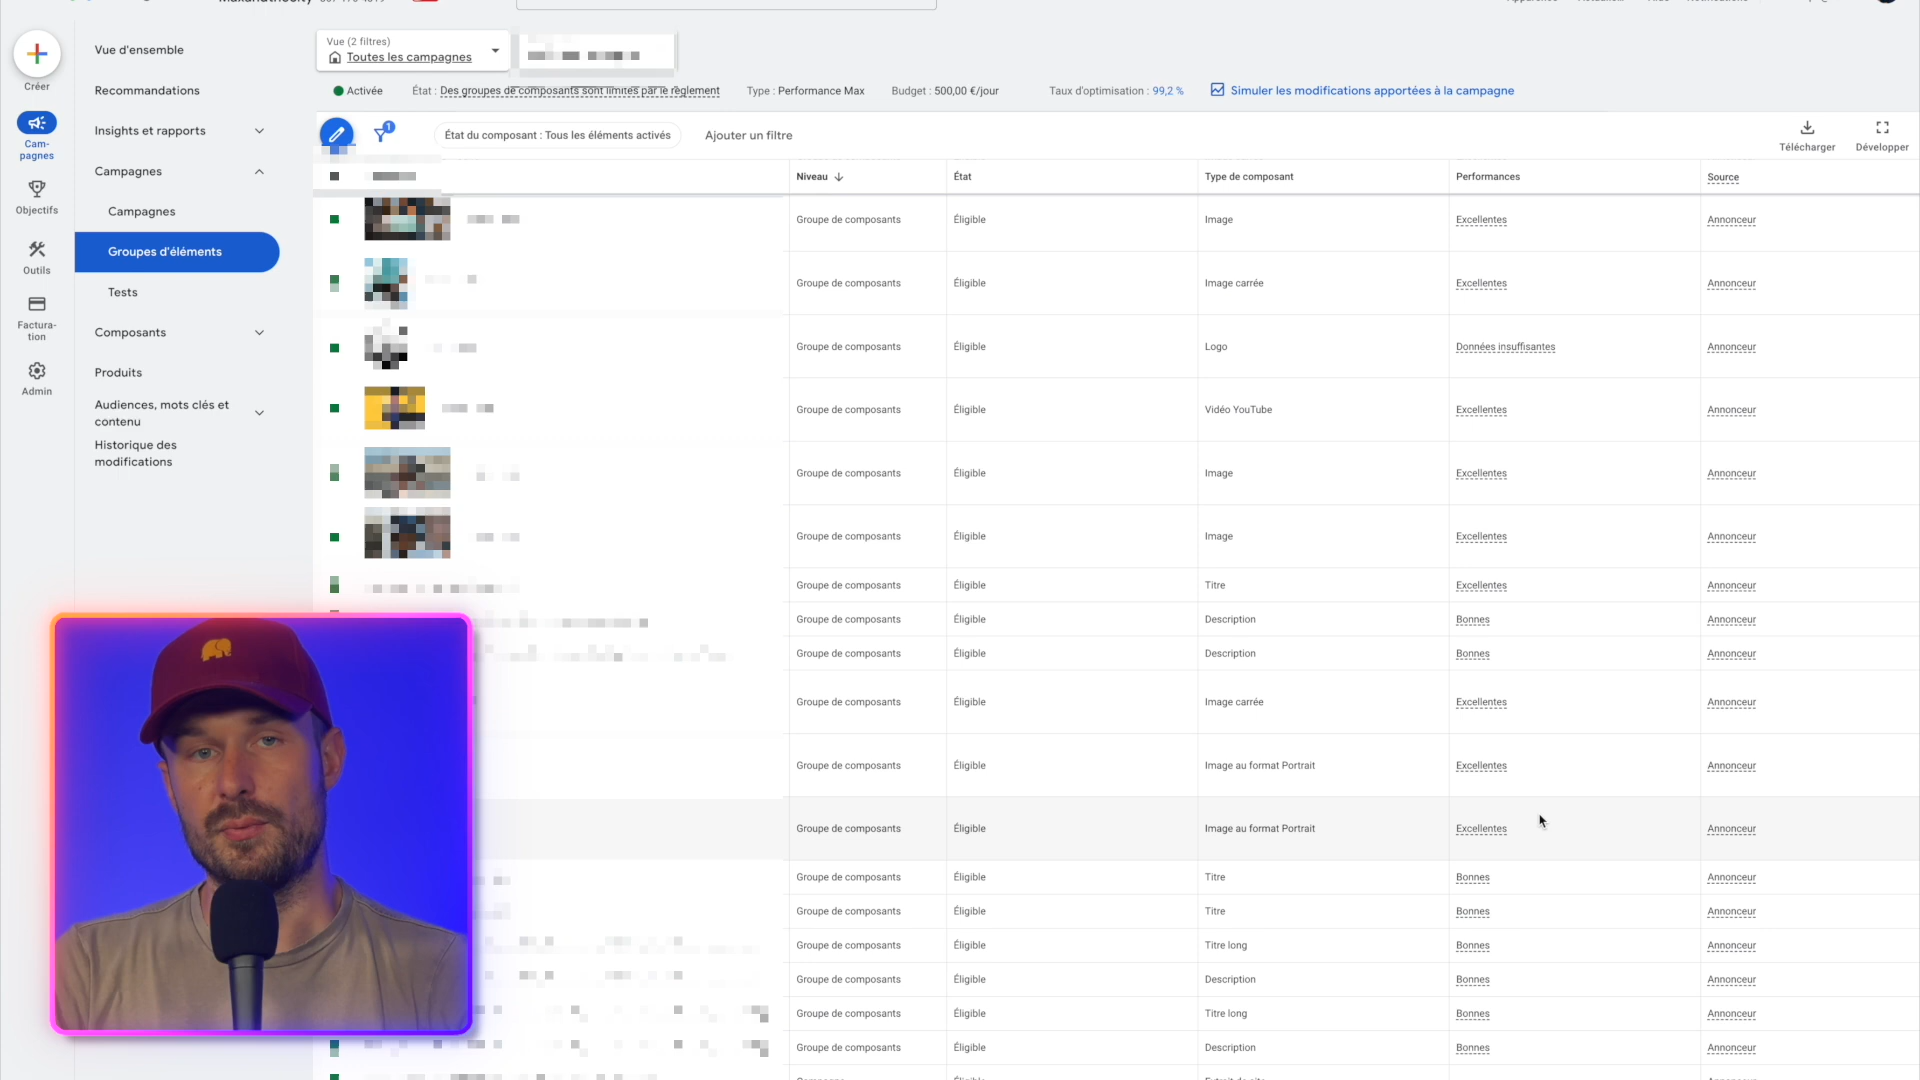 Vue d'ensemble
Recommandations
Insights et rapports
Campagnes
Campagnes
Groupes d'éléments
Tests
Composants
Produits
Audiences, mots clés et
contenu
Historique des
modifications
Créer
Cam-
pagnes
Objectifs
Outils
Factura-
tion
Admin
Vue (2 filtres)
Toutes les campagnes
Activée État : Des groupes de composants sont limités par le règlement Type : Performance Max Budget : 500,00 €/jour Taux d'optimisation : 99,2 % Simuler les modifications apportées à la campagne
1 État du composant : Tous les éléments activés Ajouter un filtre Télécharger Développer
Niveau État Type de composant Performances Source
Groupe de composants Éligible Image Excellentes Annonceur
Groupe de composants Éligible Image carrée Excellentes Annonceur
Groupe de composants Éligible Logo Données insuffisantes Annonceur
Groupe de composants Éligible Vidéo YouTube Excellentes Annonceur
Groupe de composants Éligible Image Excellentes Annonceur
Groupe de composants Éligible Image Excellentes Annonceur
Groupe de composants Éligible Titre Excellentes Annonceur
Groupe de composants Éligible Description Bonnes Annonceur
Groupe de composants Éligible Description Bonnes Annonceur
Groupe de composants Éligible Image carrée Excellentes Annonceur
Groupe de composants Éligible Image au format Portrait Excellentes Annonceur
Groupe de composants Éligible Image au format Portrait Excellentes Annonceur
Groupe de composants Éligible Titre Bonnes Annonceur
Groupe de composants Éligible Titre Bonnes Annonceur
Groupe de composants Éligible Titre long Bonnes Annonceur
Groupe de composants Éligible Description Bonnes Annonceur
Groupe de composants Éligible Titre long Bonnes Annonceur
Groupe de composants Éligible Description Bonnes Annonceur